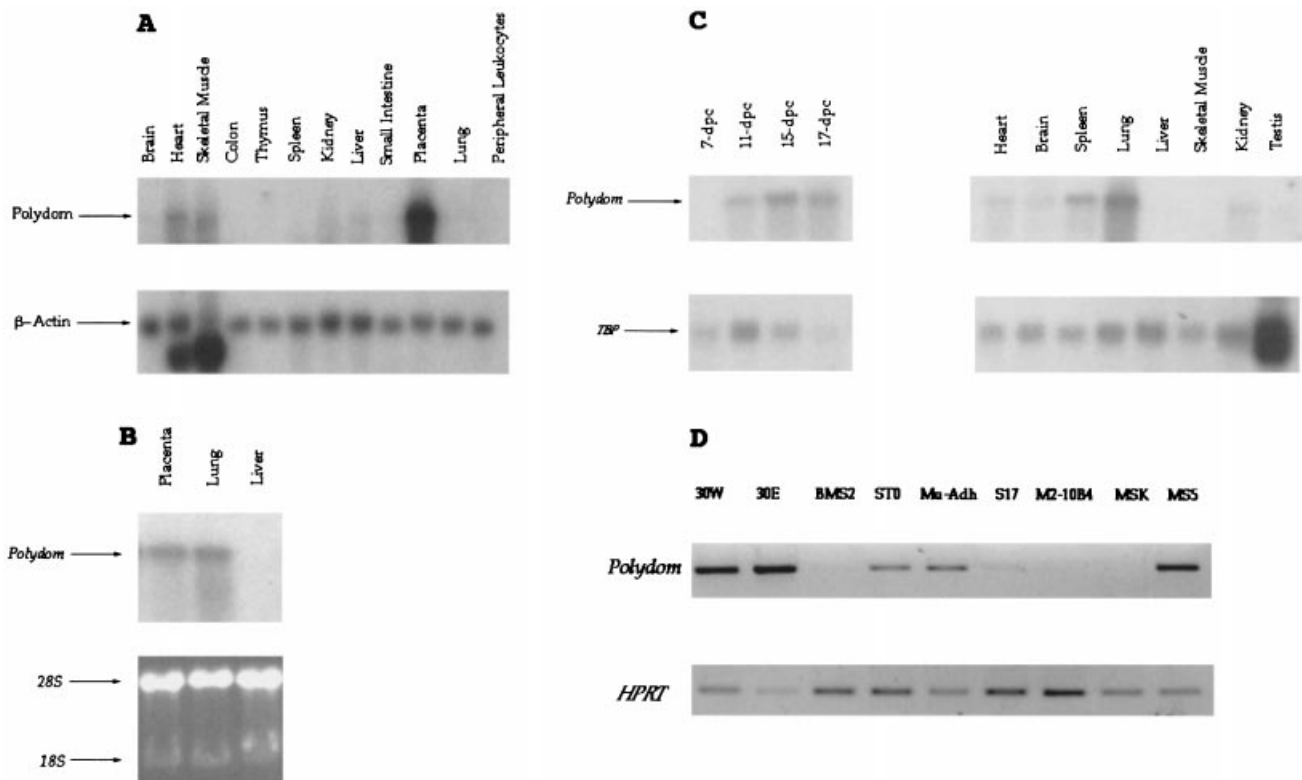 A
Brain
Heart
Skeletal Muscle
Colon
Thymus
Spleen
Kidney
Liver
Small Intestine
Placenta
Lung
Peripheral Leukocytes
Polydom
β-Actin
B
Placenta
Lung
Liver
Polydom
28S
18S
C
7-dpc
11-dpc
15-dpc
17-dpc
Heart
Brain
Spleen
Lung
Liver
Skeletal Muscle
Kidney
Testis
Polydom
TBP
D
30W 30E BMS2 ST0 Mu-Adh S17 M2-10B4 MSK MS5
Polydom
HPRT